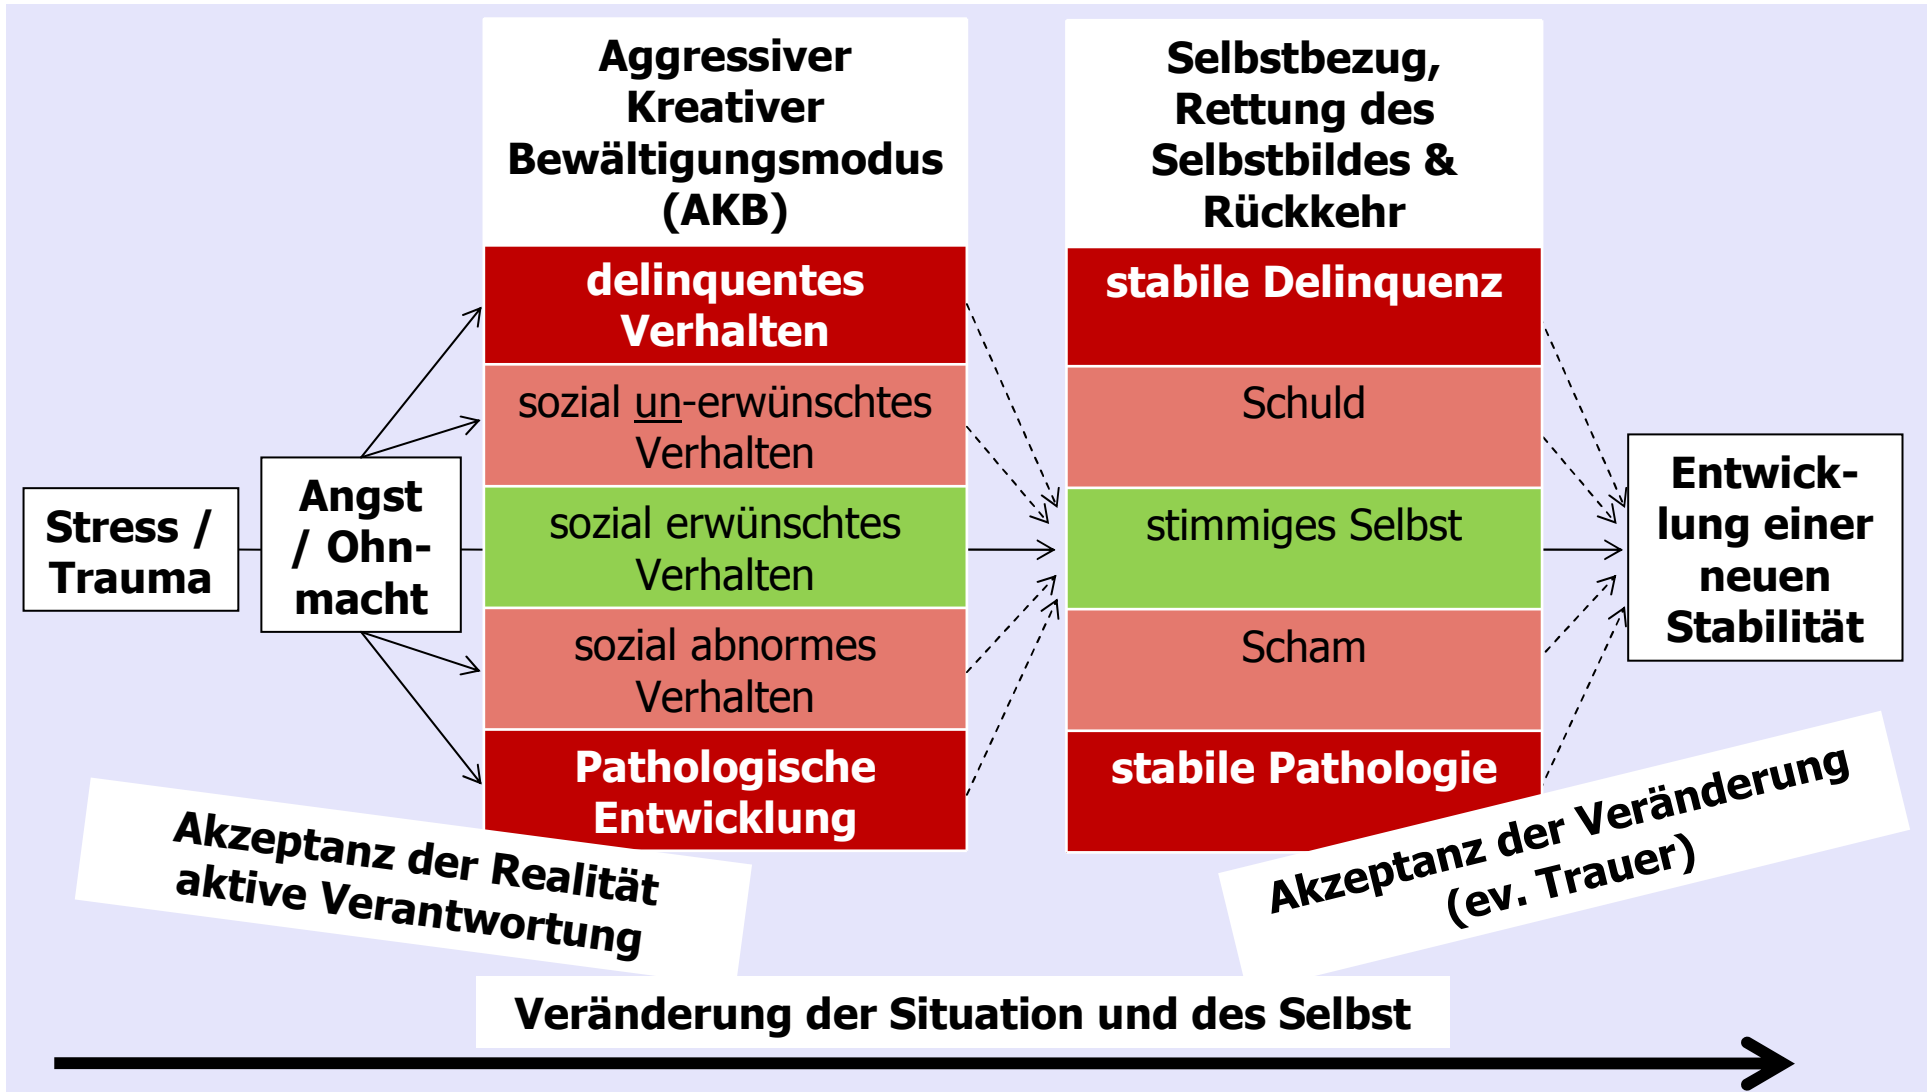 Aggressiver
Kreativer
Bewältigungsmodus
(AKB)
Selbstbezug,
Rettung des
Selbstbildes &
Rückkehr
delinquentes
Verhalten
stabile Delinquenz
sozial un-erwünschtes
Verhalten
Schuld
Stress /
Trauma
Angst
/ Ohn-
macht
sozial erwünschtes
Verhalten
stimmiges Selbst
Entwick-
lung einer
neuen
Stabilität
sozial abnormes
Verhalten
Scham
Pathologische
Entwicklung
stabile Pathologie
Akzeptanz der Realität
aktive Verantwortung
Akzeptanz der Veränderung
(ev. Trauer)
Veränderung der Situation und des Selbst